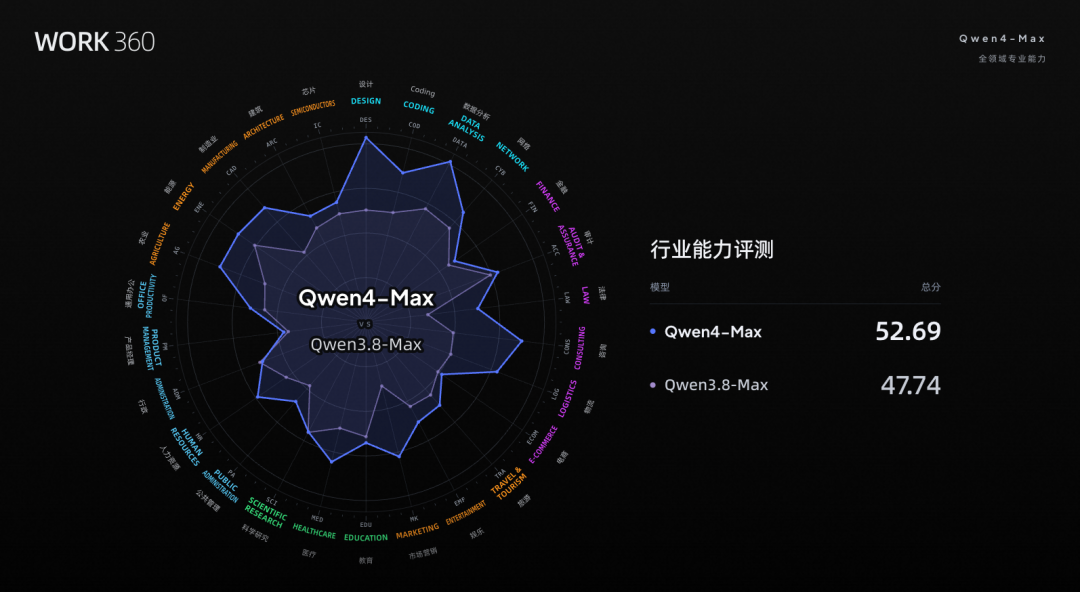 WORK 360
Qwen4-Max
全领域专业能力
设计
DESIGN
DES
Coding
CODING
COD
数据分析
DATA
ANALYSIS
DATA
网络
NETWORK
CYB
金融
FINANCE
FIN
审计
AUDIT &
ASSURANCE
ACC
法律
LAW
LAW
咨询
CONSULTING
CONS
物流
LOGISTICS
LOG
电商
E-COMMERCE
ECOM
旅游
TRAVEL &
TOURISM
TRA
娱乐
ENTERTAINMENT
EMF
市场营销
MARKETING
MK
教育
EDUCATION
EDU
医疗
HEALTHCARE
MED
科学研究
SCIENTIFIC
RESEARCH
SCI
公共管理
PUBLIC
ADMINISTRATION
PA
人力资源
HUMAN
RESOURCES
HR
行政
ADMINISTRATION
ADM
产品经理
PRODUCT
MANAGEMENT
PM
通用办公
OFFICE
PRODUCTIVITY
OF
农业
AGRICULTURE
AG
能源
ENERGY
ENE
制造业
MANUFACTURING
CAD
建筑
ARCHITECTURE
ARC
芯片
SEMICONDUCTORS
IC
Qwen4-Max
VS
Qwen3.8-Max
行业能力评测
模型 总分
Qwen4-Max 52.69
Qwen3.8-Max 47.74